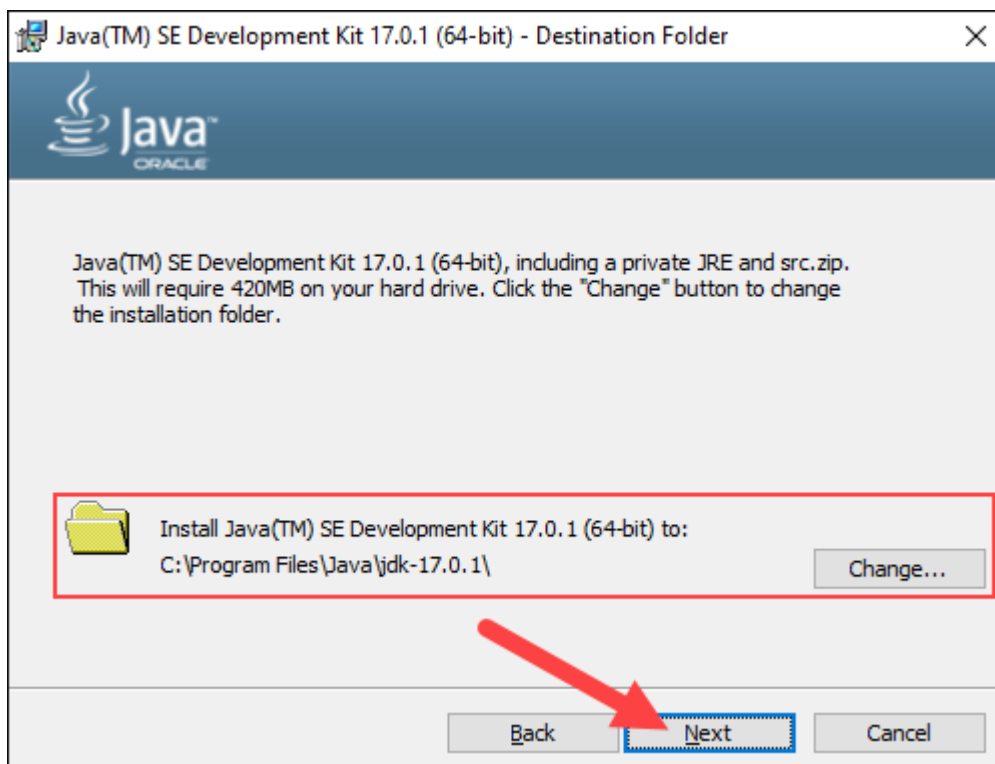 Java(TM) SE Development Kit 17.0.1 (64-bit) - Destination Folder
Java™
ORACLE
Java(TM) SE Development Kit 17.0.1 (64-bit), including a private JRE and src.zip.
This will require 420MB on your hard drive. Click the "Change" button to change
the installation folder.
Install Java(TM) SE Development Kit 17.0.1 (64-bit) to:
C:\Program Files\Java\jdk-17.0.1\
Change...
Back
Next
Cancel